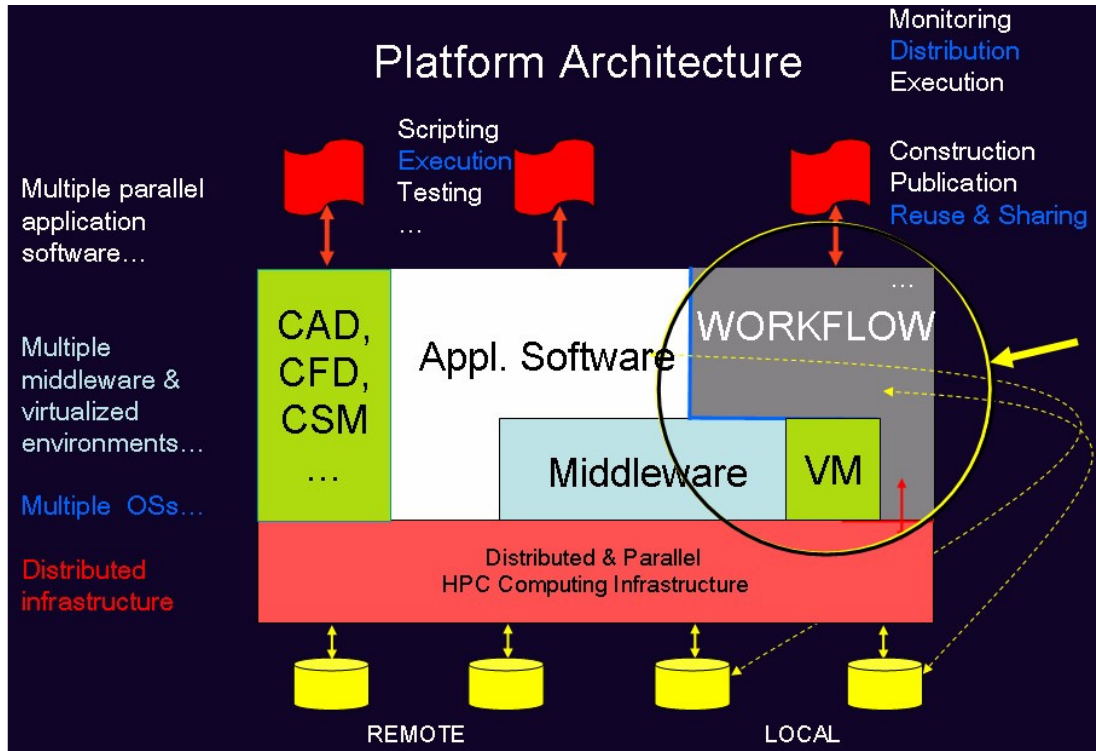 Platform Architecture
Monitoring
Distribution
Execution
Scripting
Execution
Testing
…
Construction
Publication
Reuse & Sharing
Multiple parallel
application
software…
…
CAD,
CFD,
CSM
…
Appl. Software
WORKFLOW
Multiple
middleware &
virtualized
environments…
Middleware
VM
Multiple OSs…
Distributed
infrastructure
Distributed & Parallel
HPC Computing Infrastructure
REMOTE
LOCAL